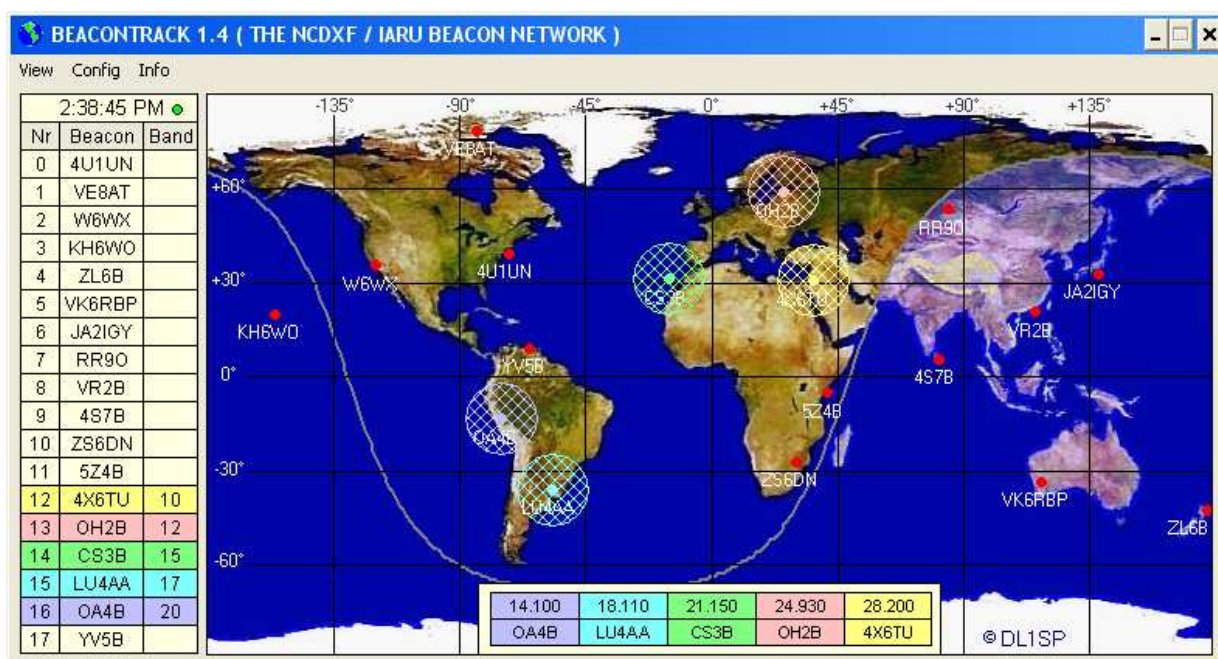 BEACONTRACK 1.4 ( THE NCDXF / IARU BEACON NETWORK )
View Config Info
2:38:45 PM
Nr Beacon Band
0 4U1UN
1 VE8AT
2 W6WX
3 KH6WO
4 ZL6B
5 VK6RBP
6 JA2IGY
7 RR9O
8 VR2B
9 4S7B
10 ZS6DN
11 5Z4B
12 4X6TU 10
13 OH2B 12
14 CS3B 15
15 LU4AA 17
16 OA4B 20
17 YV5B
-135° -90° -45° 0° +45° +90° +135°
VE8AT
+60°
OH2B
RR9O
4U1UN
+30°
W6WX
CS3B
4X6TU
JA2IGY
KH6WO
VR2B
YV5B
0°
4S7B
5Z4B
OA4B
-30°
ZS6DN
VK6RBP
LU4AA
ZL6B
-60°
14.100 18.110 21.150 24.930 28.200
OA4B LU4AA CS3B OH2B 4X6TU
© DL1SP